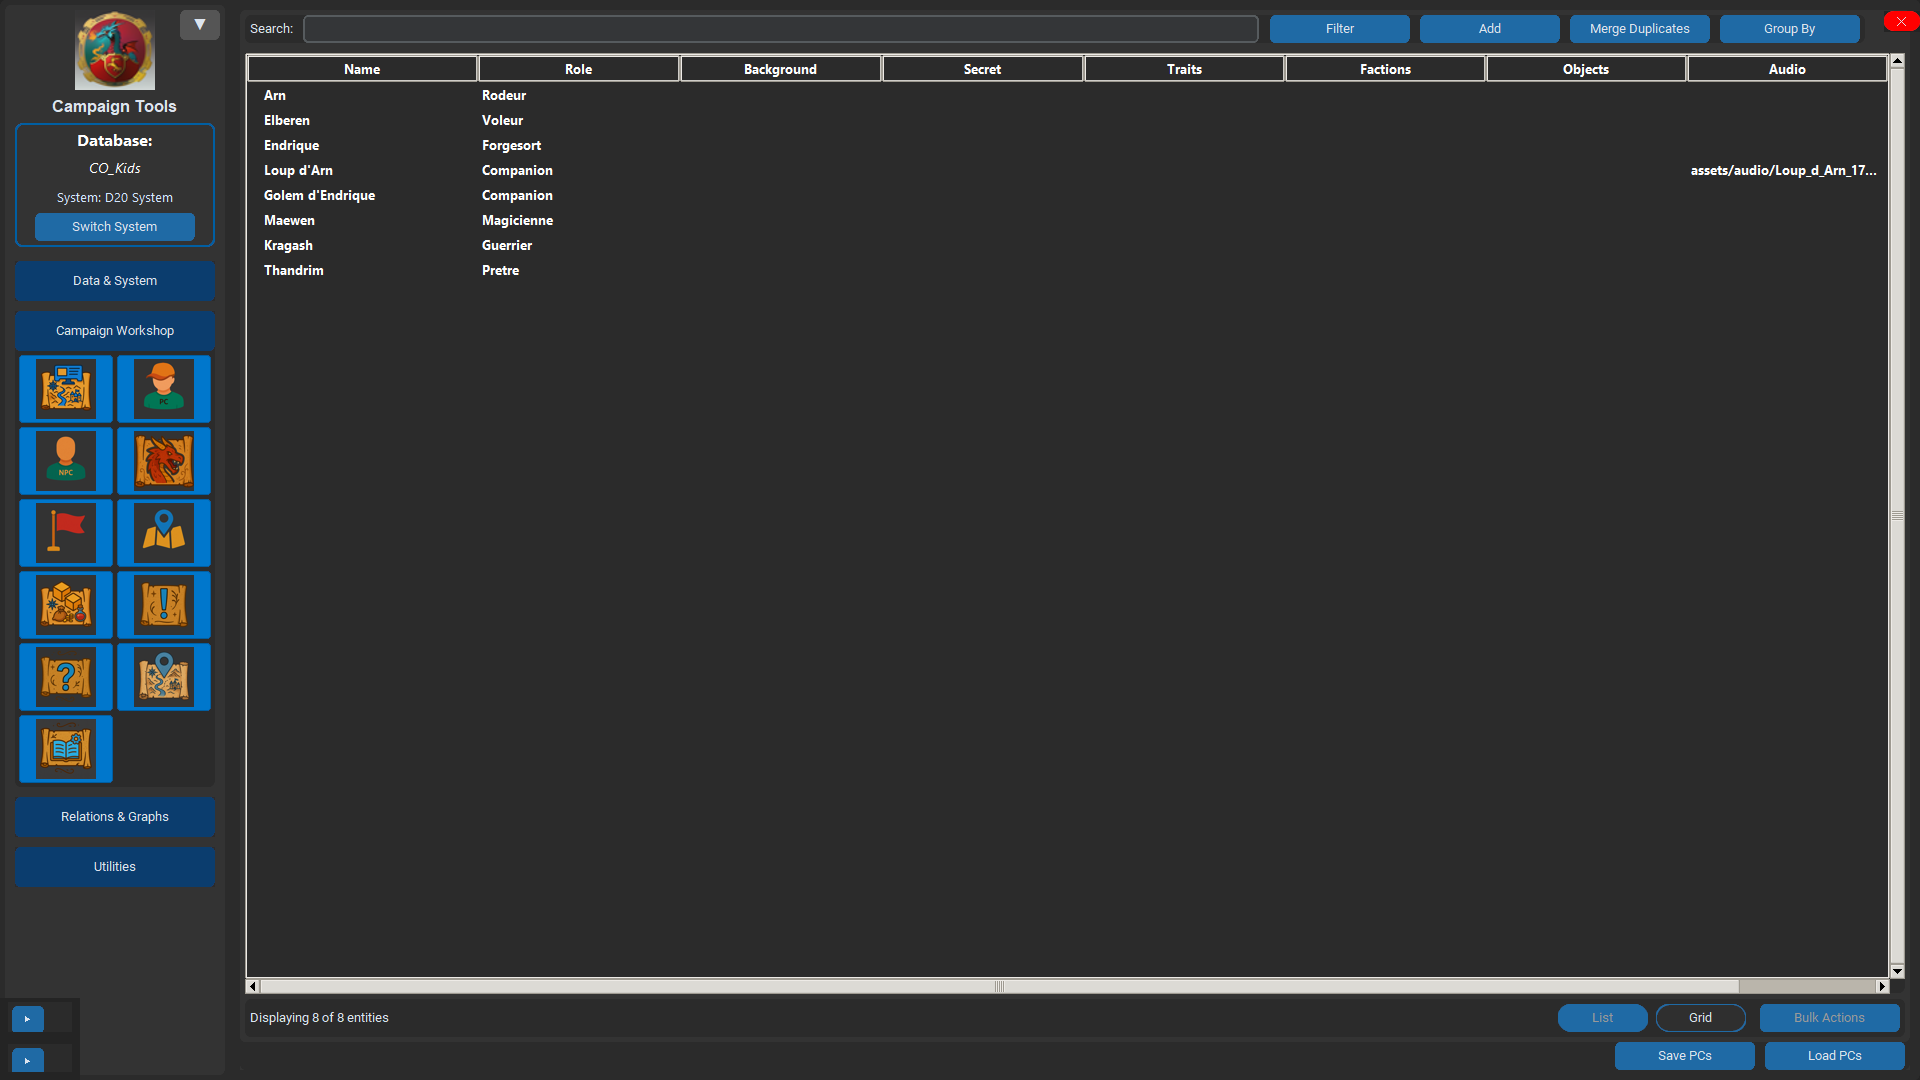 Campaign Tools
Database:
CO_Kids
System: D20 System
Switch System
Data & System
Campaign Workshop
PC
NPC
Relations & Graphs
Utilities
Search:
Filter
Add
Merge Duplicates
Group By
Name Role Background Secret Traits Factions Objects Audio
Arn Rodeur
Elberen Voleur
Endrique Forgesort
Loup d'Arn Companion assets/audio/Loup_d_Arn_17...
Golem d'Endrique Companion
Maewen Magicienne
Kragash Guerrier
Thandrim Pretre
Displaying 8 of 8 entities
List
Grid
Bulk Actions
Save PCs
Load PCs